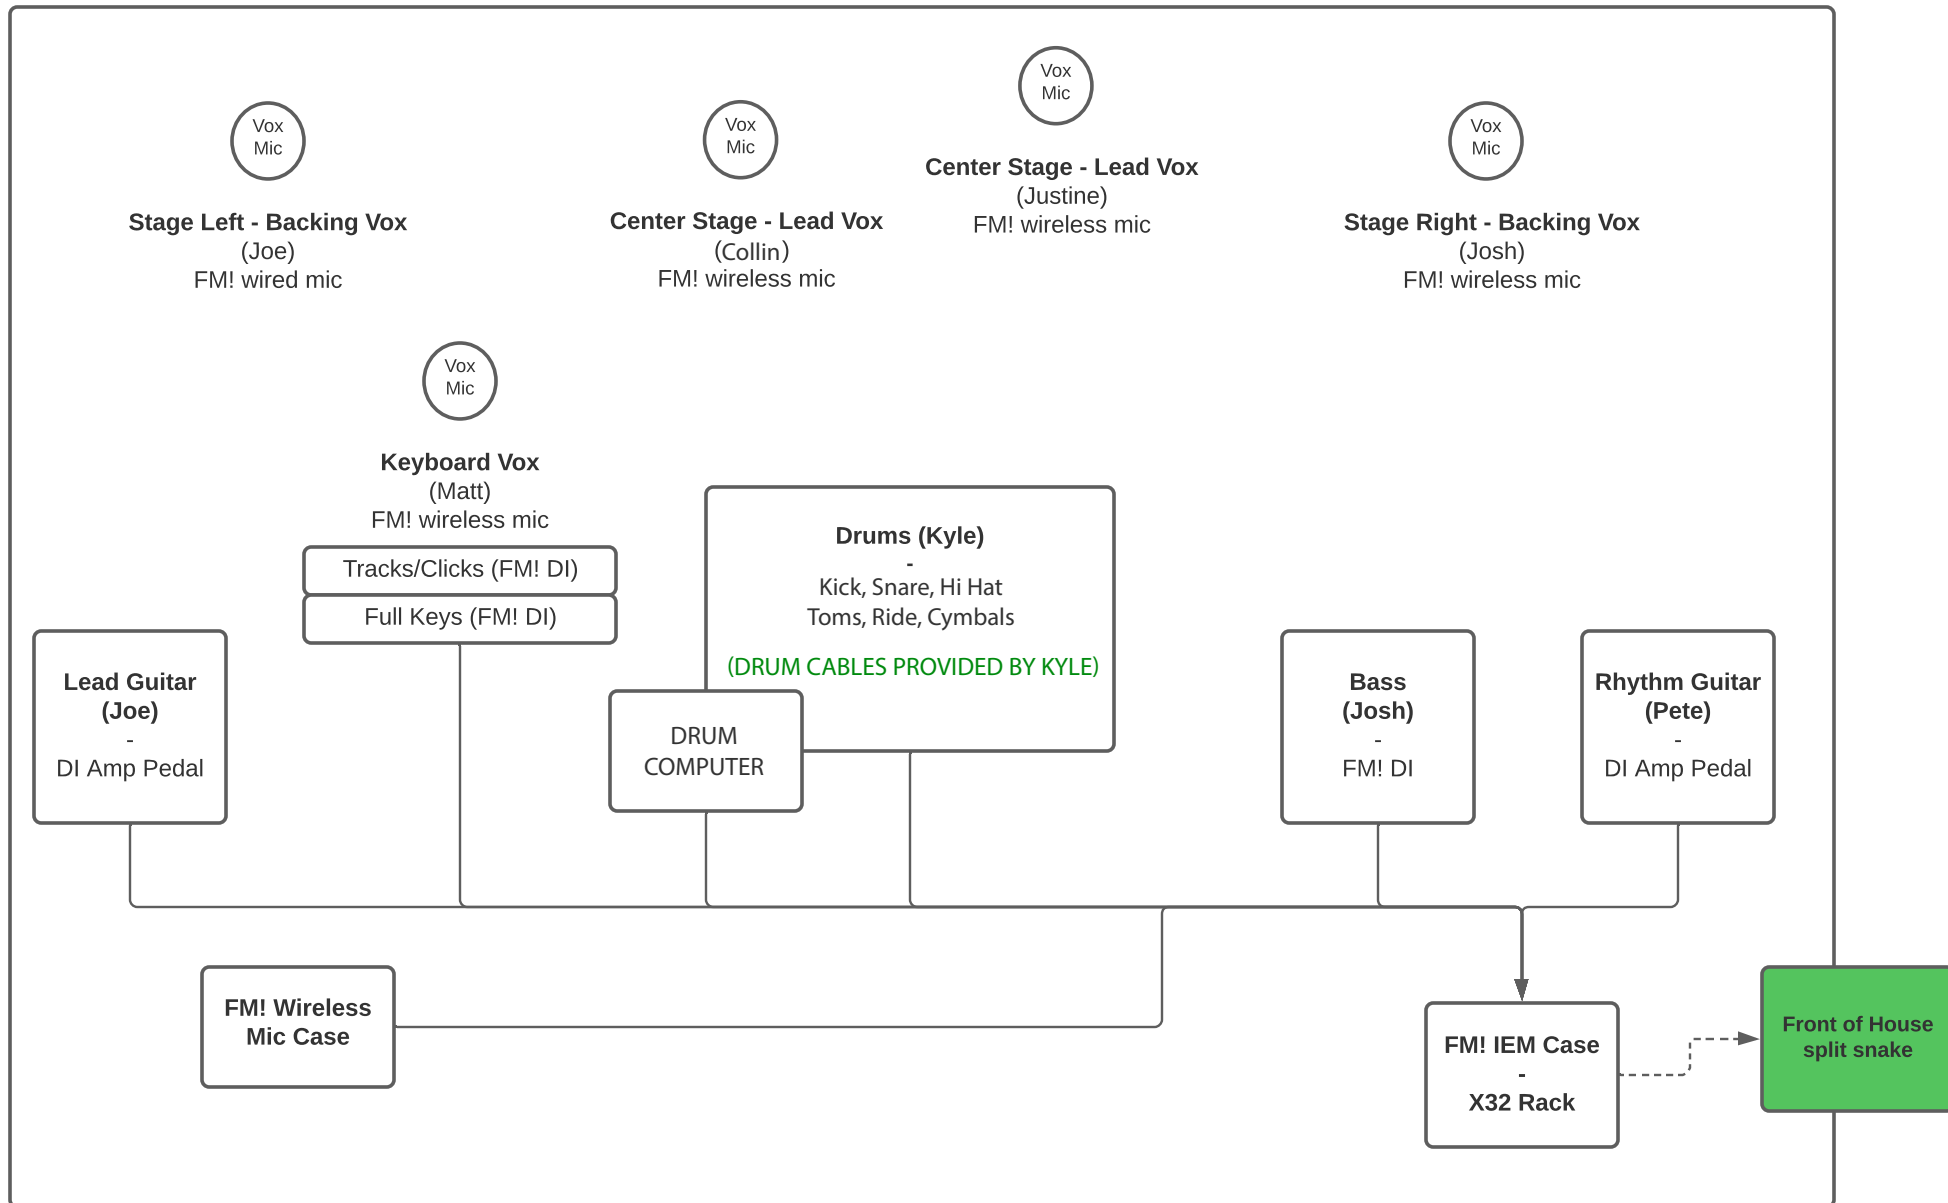 Vox
Mic
Stage Left - Backing Vox
(Joe)
FM! wired mic
Vox
Mic
Center Stage - Lead Vox
(Collin)
FM! wireless mic
Vox
Mic
Center Stage - Lead Vox
(Justine)
FM! wireless mic
Vox
Mic
Stage Right - Backing Vox
(Josh)
FM! wireless mic
Vox
Mic
Keyboard Vox
(Matt)
FM! wireless mic
Tracks/Clicks (FM! DI)
Full Keys (FM! DI)
Drums (Kyle)
-
Kick, Snare, Hi Hat
Toms, Ride, Cymbals
(DRUM CABLES PROVIDED BY KYLE)
DRUM
COMPUTER
Lead Guitar
(Joe)
-
DI Amp Pedal
Bass
(Josh)
-
FM! DI
Rhythm Guitar
(Pete)
-
DI Amp Pedal
FM! Wireless
Mic Case
FM! IEM Case
-
X32 Rack
Front of House
split snake